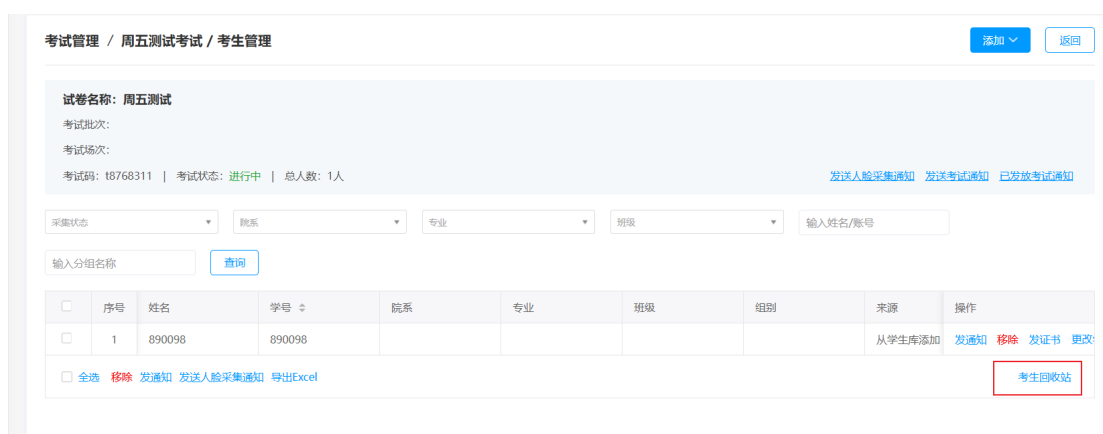 考试管理 / 周五测试考试 / 考生管理 添加 返回
试卷名称：周五测试
考试批次：
考试场次：
考试码：t8768311 | 考试状态：进行中 | 总人数：1人 发送人脸采集通知 发送考试通知 已发放考试通知
采集状态 院系 专业 班级 输入姓名/账号
输入分组名称 查询
序号 姓名 学号 院系 专业 班级 组别 来源 操作
1 890098 890098 从学生库添加 发通知 移除 发证书 更改
全选 移除 发通知 发送人脸采集通知 导出Excel 考生回收站